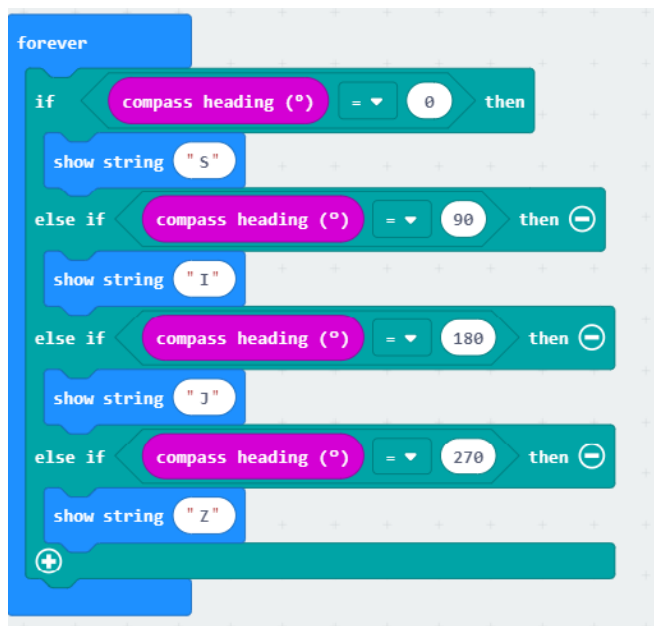 forever
if compass heading (°) = 0 then
show string "S"
else if compass heading (°) = 90 then
show string "I"
else if compass heading (°) = 180 then
show string "J"
else if compass heading (°) = 270 then
show string "Z"